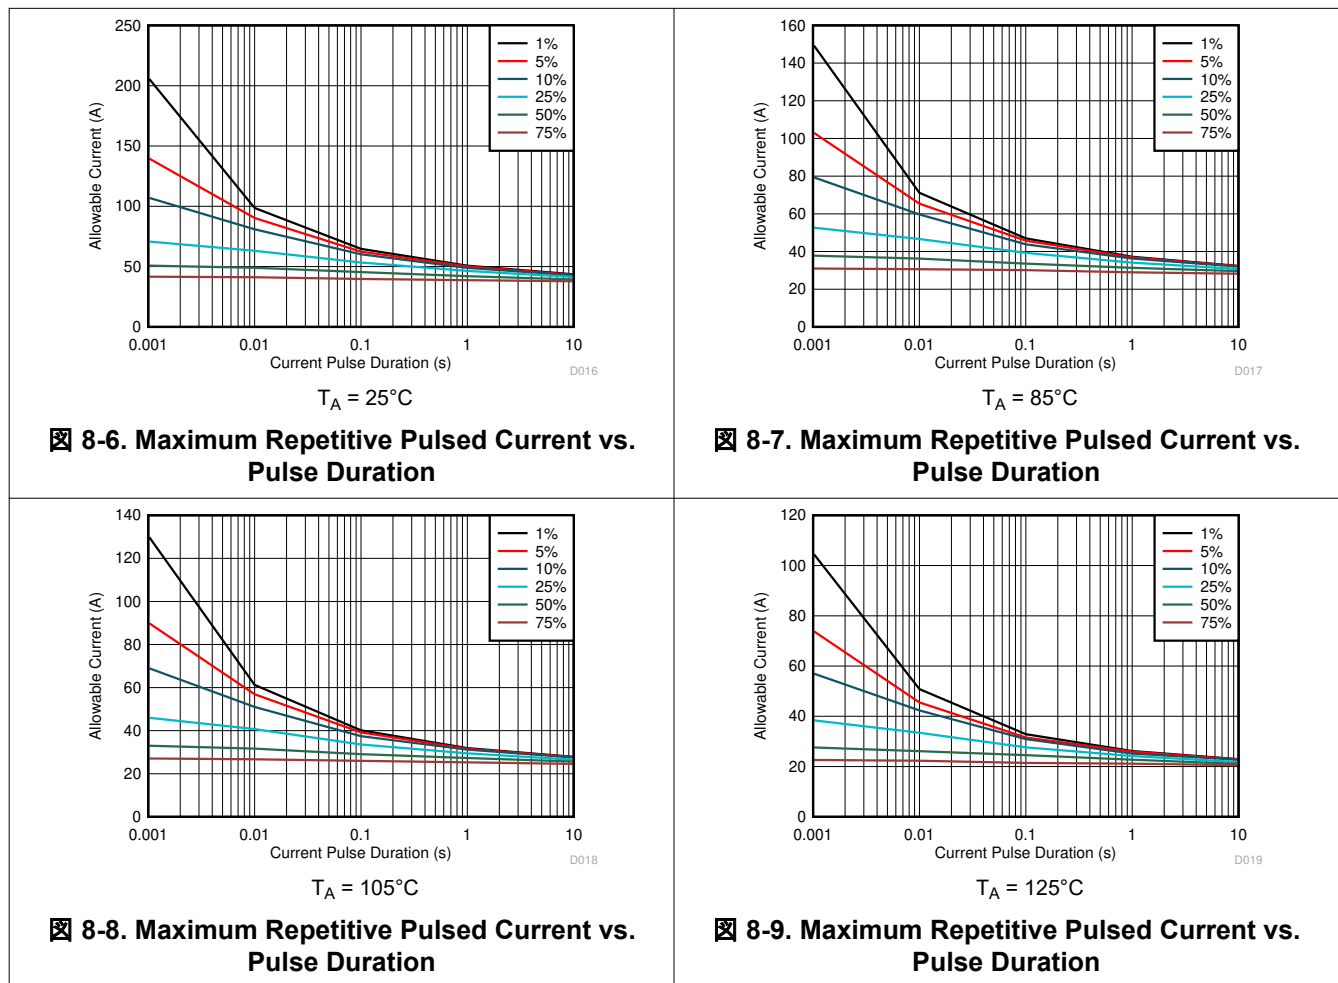 250
200
150
100
50
0
Allowable Current (A)
1%
5%
10%
25%
50%
75%
0.001 0.01 0.1 1 10
Current Pulse Duration (s)
D016
T_A = 25°C
図 8-6. Maximum Repetitive Pulsed Current vs.
Pulse Duration
160
140
120
100
80
60
40
20
0
Allowable Current (A)
1%
5%
10%
25%
50%
75%
0.001 0.01 0.1 1 10
Current Pulse Duration (s)
D017
T_A = 85°C
図 8-7. Maximum Repetitive Pulsed Current vs.
Pulse Duration
140
120
100
80
60
40
20
0
Allowable Current (A)
1%
5%
10%
25%
50%
75%
0.001 0.01 0.1 1 10
Current Pulse Duration (s)
D018
T_A = 105°C
図 8-8. Maximum Repetitive Pulsed Current vs.
Pulse Duration
120
100
80
60
40
20
0
Allowable Current (A)
1%
5%
10%
25%
50%
75%
0.001 0.01 0.1 1 10
Current Pulse Duration (s)
D019
T_A = 125°C
図 8-9. Maximum Repetitive Pulsed Current vs.
Pulse Duration